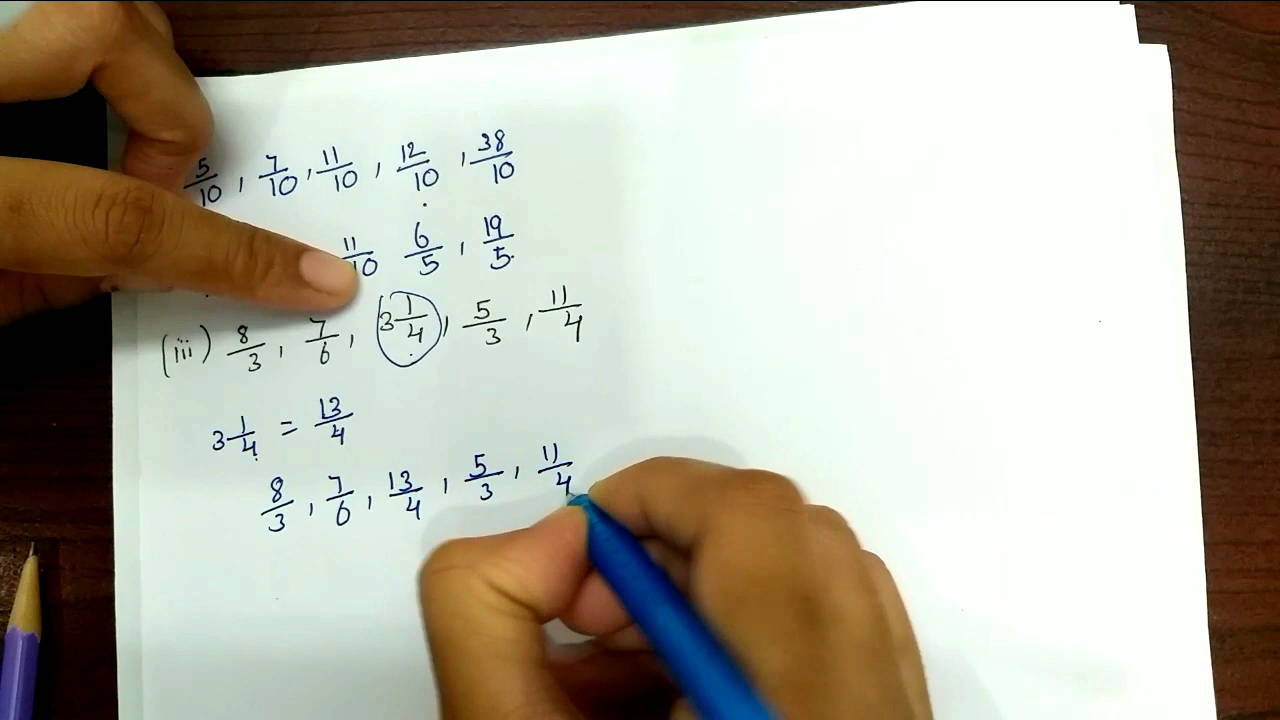 5/10, 7/10, 11/10, 12/10, 38/10
11/10 6/5, 19/5
(iii) 8/3, 7/6, 3 1/4, 5/3, 11/4
3 1/4 = 13/4
8/3, 7/6, 13/4, 5/3, 11/4